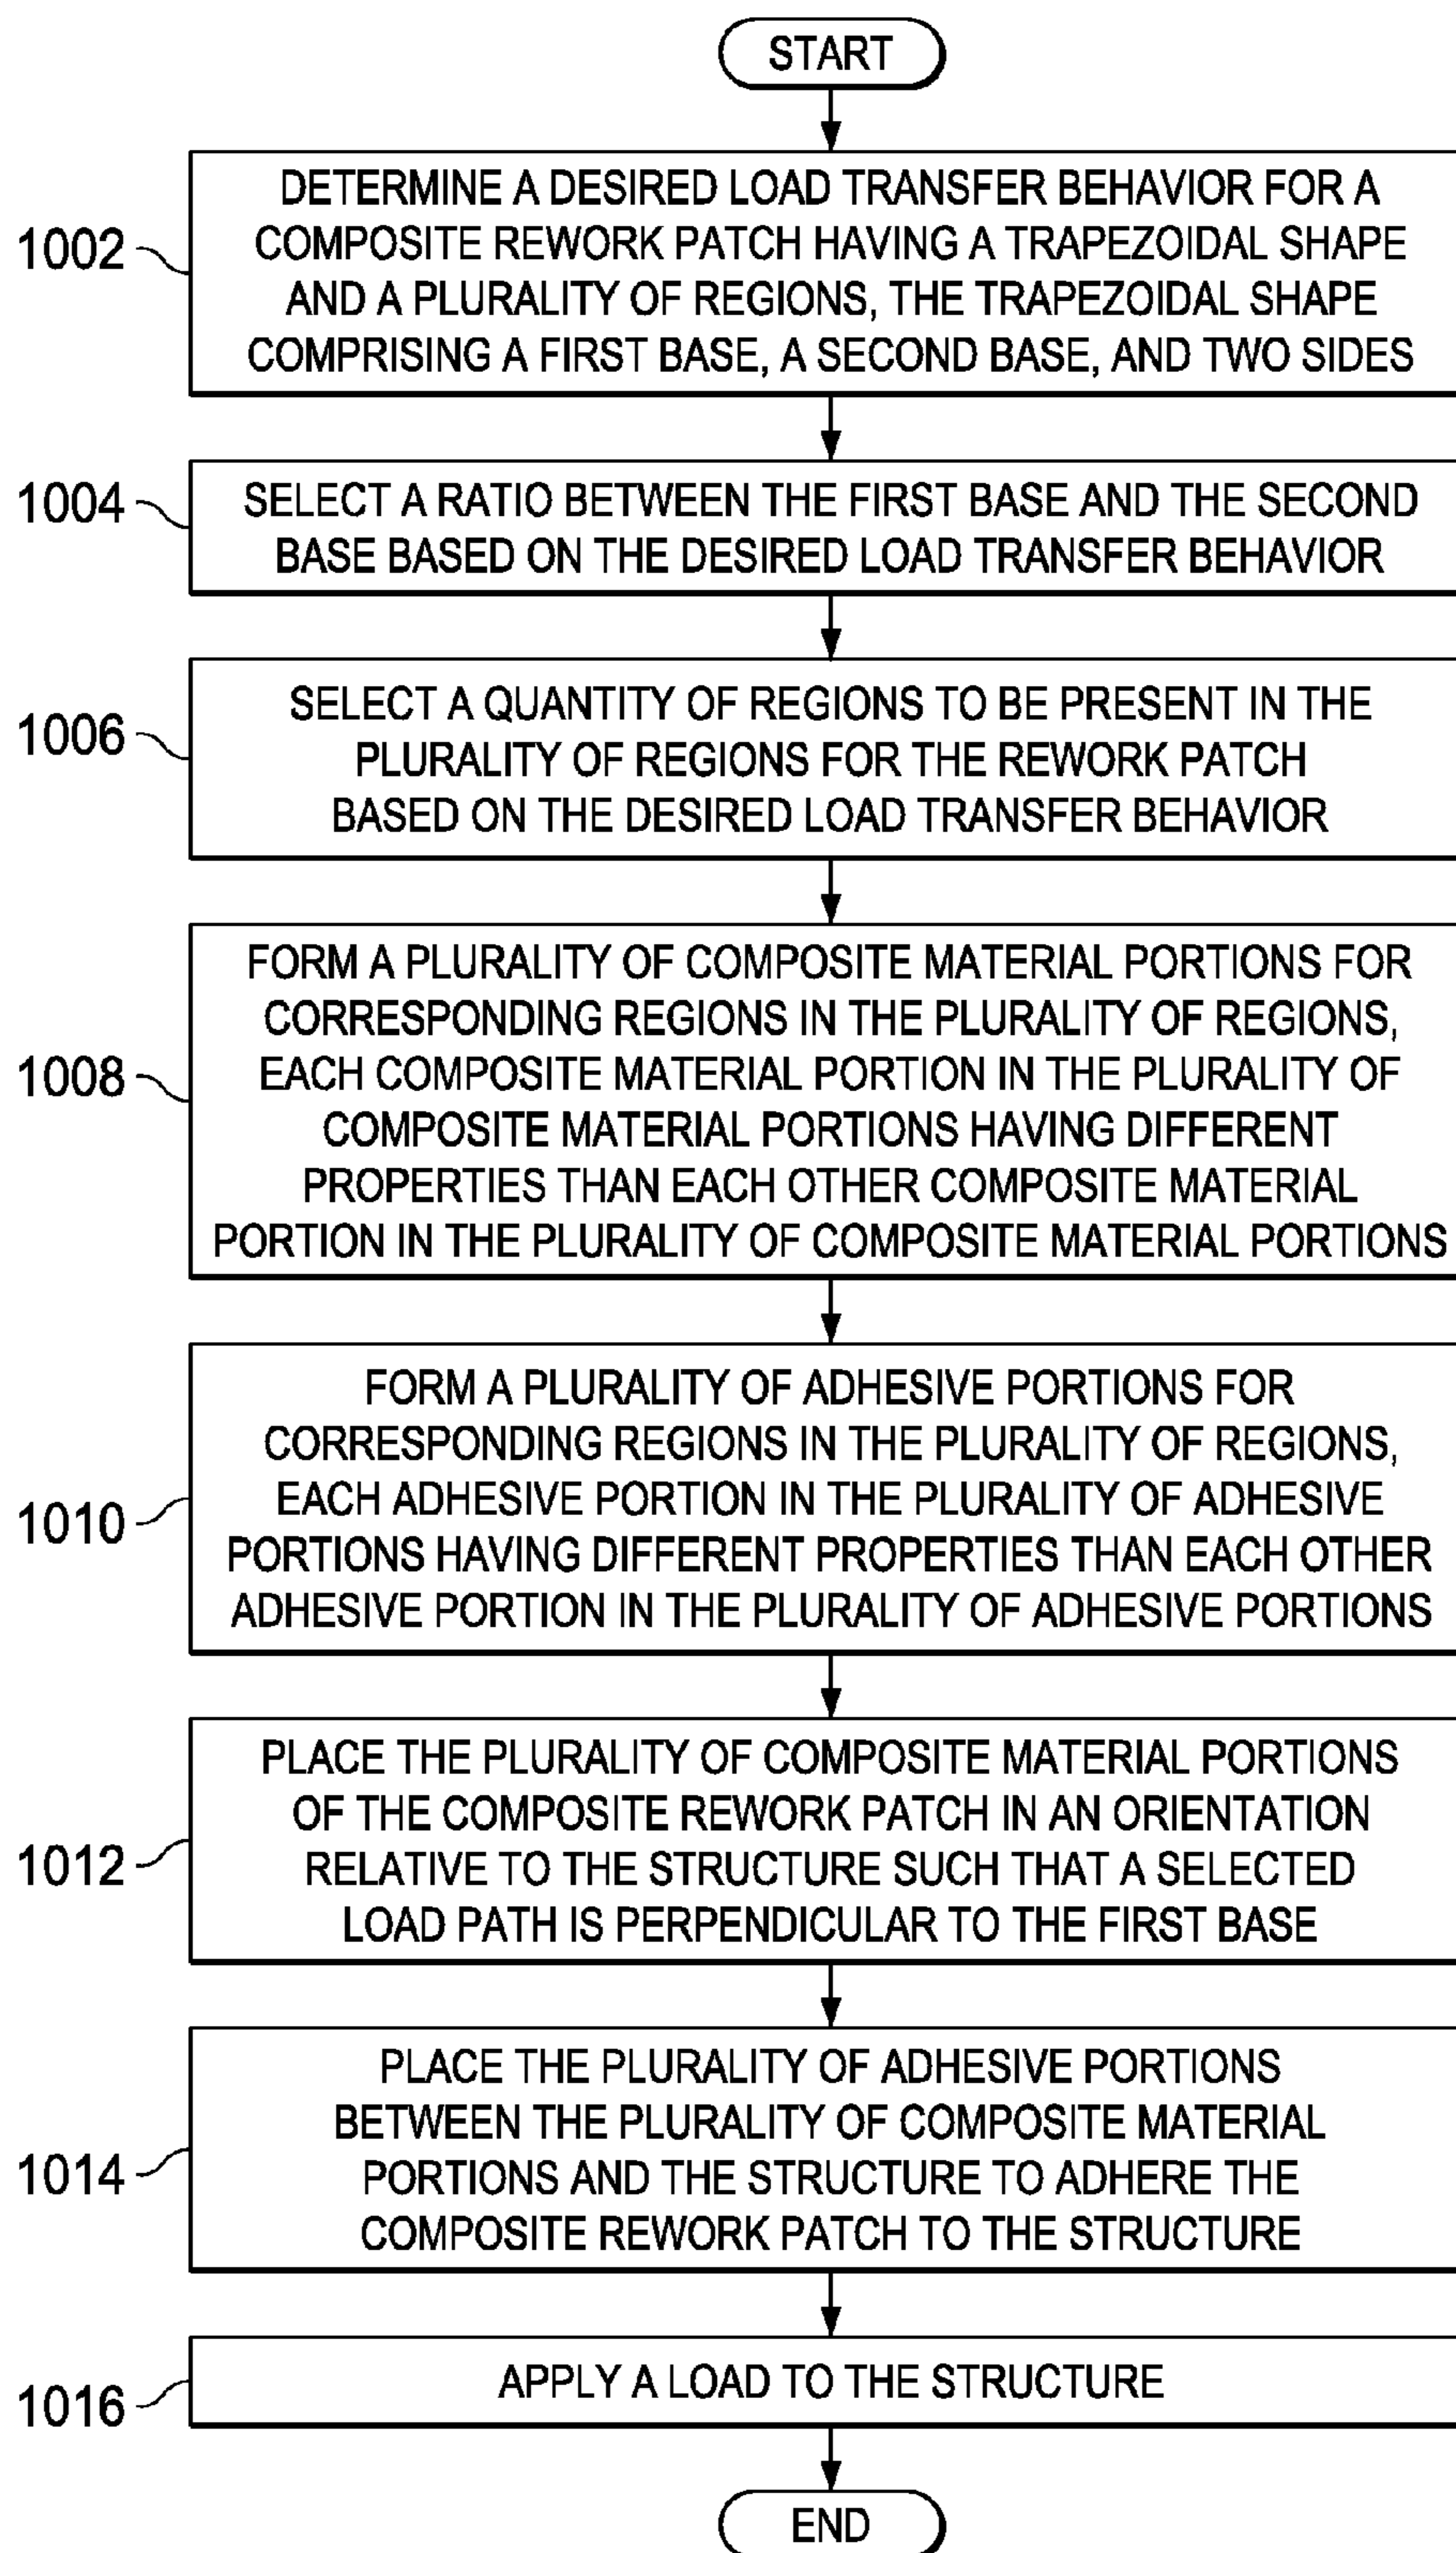 START
1002
DETERMINE A DESIRED LOAD TRANSFER BEHAVIOR FOR A
COMPOSITE REWORK PATCH HAVING A TRAPEZOIDAL SHAPE
AND A PLURALITY OF REGIONS, THE TRAPEZOIDAL SHAPE
COMPRISING A FIRST BASE, A SECOND BASE, AND TWO SIDES
1004
SELECT A RATIO BETWEEN THE FIRST BASE AND THE SECOND
BASE BASED ON THE DESIRED LOAD TRANSFER BEHAVIOR
1006
SELECT A QUANTITY OF REGIONS TO BE PRESENT IN THE
PLURALITY OF REGIONS FOR THE REWORK PATCH
BASED ON THE DESIRED LOAD TRANSFER BEHAVIOR
1008
FORM A PLURALITY OF COMPOSITE MATERIAL PORTIONS FOR
CORRESPONDING REGIONS IN THE PLURALITY OF REGIONS,
EACH COMPOSITE MATERIAL PORTION IN THE PLURALITY OF
COMPOSITE MATERIAL PORTIONS HAVING DIFFERENT
PROPERTIES THAN EACH OTHER COMPOSITE MATERIAL
PORTION IN THE PLURALITY OF COMPOSITE MATERIAL PORTIONS
1010
FORM A PLURALITY OF ADHESIVE PORTIONS FOR
CORRESPONDING REGIONS IN THE PLURALITY OF REGIONS,
EACH ADHESIVE PORTION IN THE PLURALITY OF ADHESIVE
PORTIONS HAVING DIFFERENT PROPERTIES THAN EACH OTHER
ADHESIVE PORTION IN THE PLURALITY OF ADHESIVE PORTIONS
1012
PLACE THE PLURALITY OF COMPOSITE MATERIAL PORTIONS
OF THE COMPOSITE REWORK PATCH IN AN ORIENTATION
RELATIVE TO THE STRUCTURE SUCH THAT A SELECTED
LOAD PATH IS PERPENDICULAR TO THE FIRST BASE
1014
PLACE THE PLURALITY OF ADHESIVE PORTIONS
BETWEEN THE PLURALITY OF COMPOSITE MATERIAL
PORTIONS AND THE STRUCTURE TO ADHERE THE
COMPOSITE REWORK PATCH TO THE STRUCTURE
1016
APPLY A LOAD TO THE STRUCTURE
END